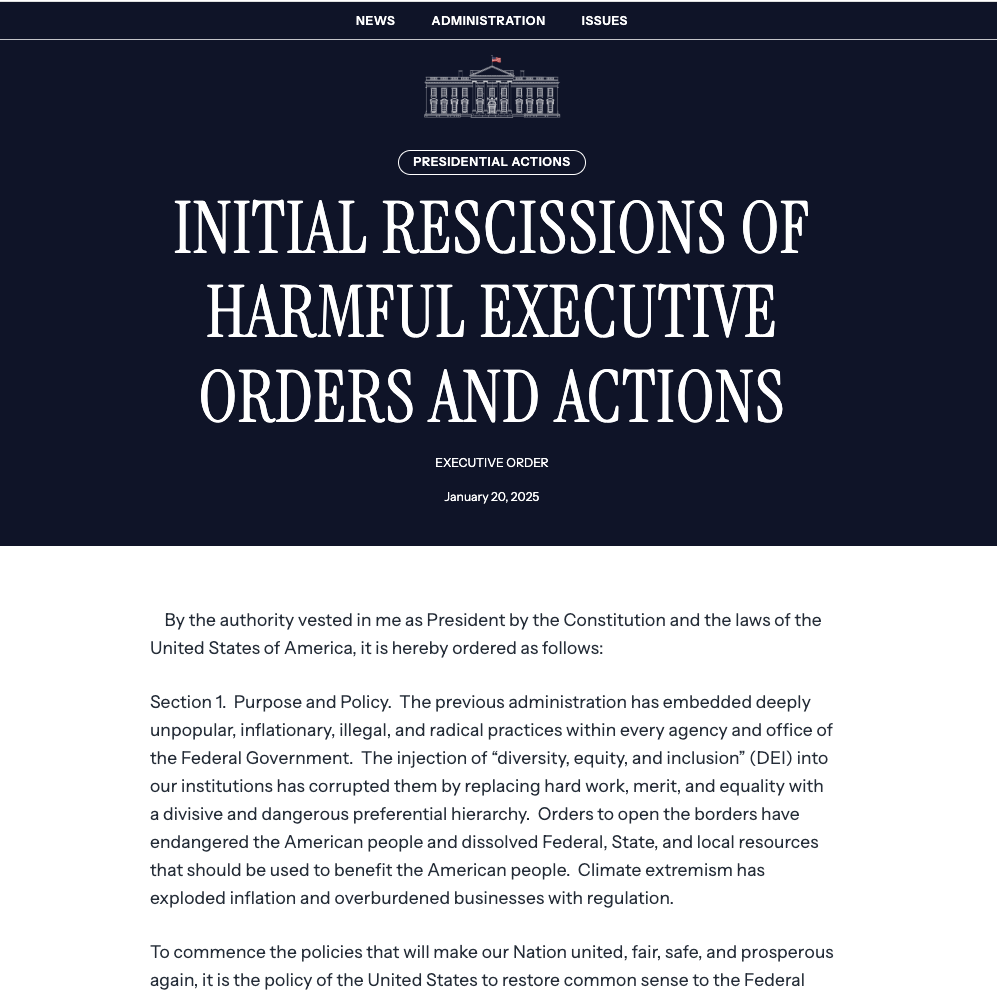 NEWS ADMINISTRATION ISSUES
PRESIDENTIAL ACTIONS
INITIAL RESCISSIONS OF
HARMFUL EXECUTIVE
ORDERS AND ACTIONS
EXECUTIVE ORDER
January 20, 2025
By the authority vested in me as President by the Constitution and the laws of the
United States of America, it is hereby ordered as follows:
Section 1.  Purpose and Policy.  The previous administration has embedded deeply
unpopular, inflationary, illegal, and radical practices within every agency and office of
the Federal Government.  The injection of “diversity, equity, and inclusion” (DEI) into
our institutions has corrupted them by replacing hard work, merit, and equality with
a divisive and dangerous preferential hierarchy.  Orders to open the borders have
endangered the American people and dissolved Federal, State, and local resources
that should be used to benefit the American people.  Climate extremism has
exploded inflation and overburdened businesses with regulation.
To commence the policies that will make our Nation united, fair, safe, and prosperous
again, it is the policy of the United States to restore common sense to the Federal